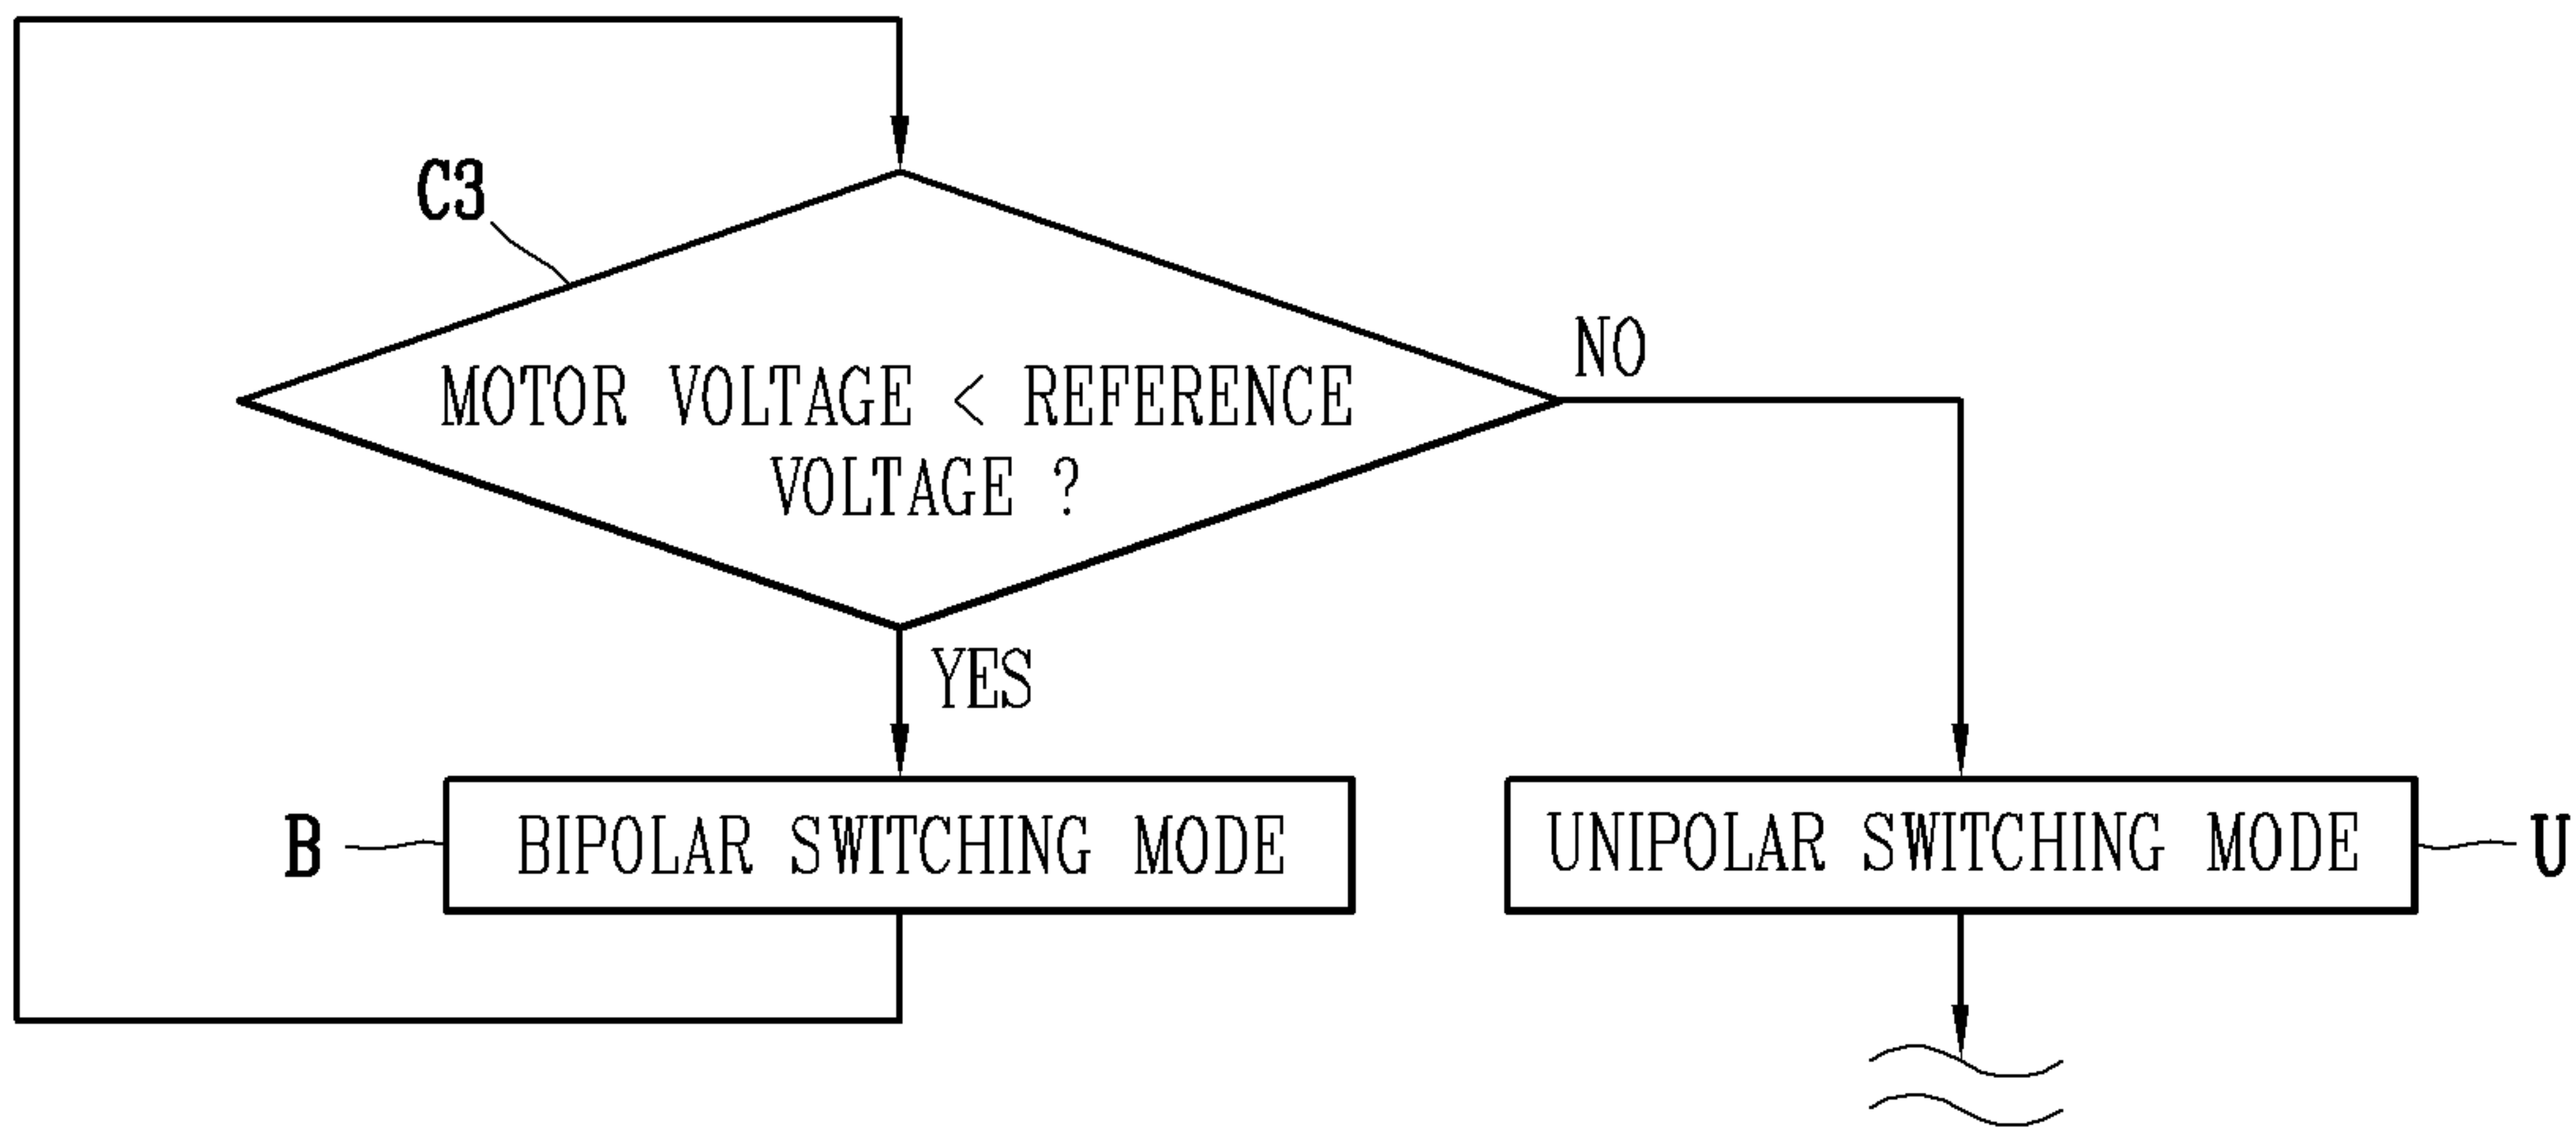 C3
NO
MOTOR VOLTAGE < REFERENCE
VOLTAGE ?
YES
B
BIPOLAR SWITCHING MODE
UNIPOLAR SWITCHING MODE
U